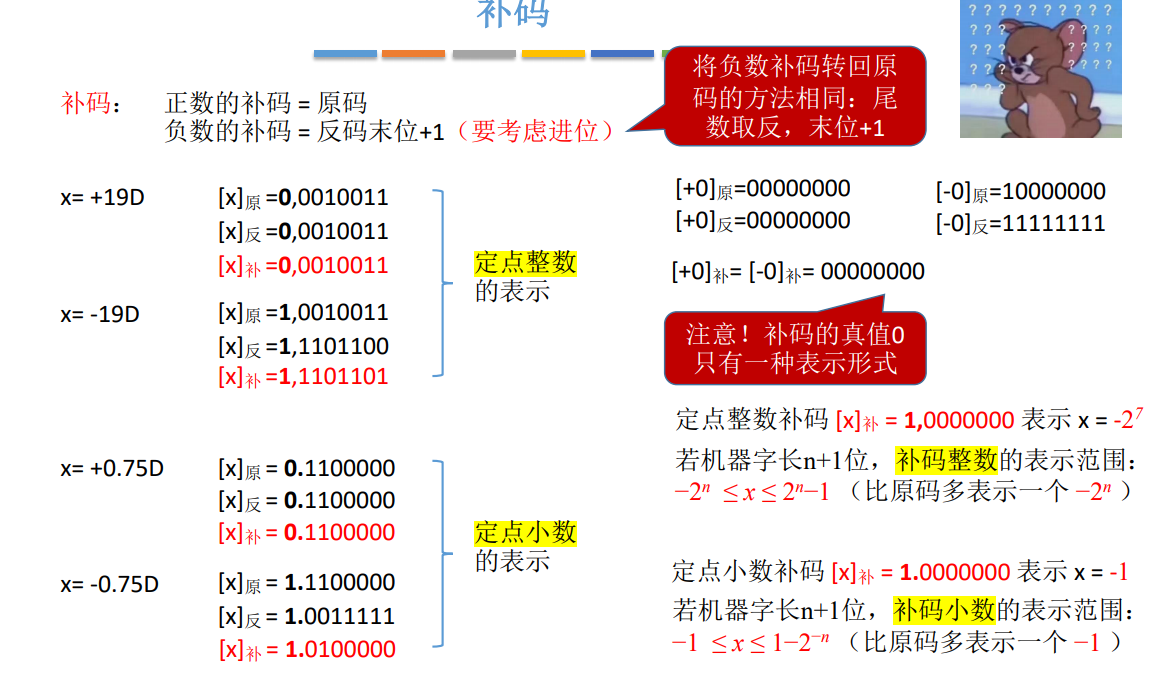 补码
补码： 正数的补码 = 原码
负数的补码 = 反码末位+1（要考虑进位）
将负数补码转回原
码的方法相同：尾
数取反，末位+1
? ? ? ? ? ? ? ? ?
? ? ? ? ? ? ?
? ? ? ? ? ? ?
? ? ? ? ? ? ?
? ? ?
x= +19D [x]原 =0,0010011
[x]反 =0,0010011
[x]补 =0,0010011
x= -19D [x]原 =1,0010011
[x]反 =1,1101100
[x]补 =1,1101101
定点整数
的表示
x= +0.75D [x]原 = 0.1100000
[x]反 = 0.1100000
[x]补 = 0.1100000
x= -0.75D [x]原 = 1.1100000
[x]反 = 1.0011111
[x]补 = 1.0100000
定点小数
的表示
[+0]原=00000000 [-0]原=10000000
[+0]反=00000000 [-0]反=11111111
[+0]补= [-0]补= 00000000
注意！补码的真值0
只有一种表示形式
定点整数补码 [x]补 = 1,0000000 表示 x = -2⁷
若机器字长n+1位，补码整数的表示范围：
−2ⁿ ≤ x ≤ 2ⁿ−1 （比原码多表示一个 −2ⁿ ）
定点小数补码 [x]补 = 1.0000000 表示 x = -1
若机器字长n+1位，补码小数的表示范围：
−1 ≤ x ≤ 1−2⁻ⁿ （比原码多表示一个 −1 ）